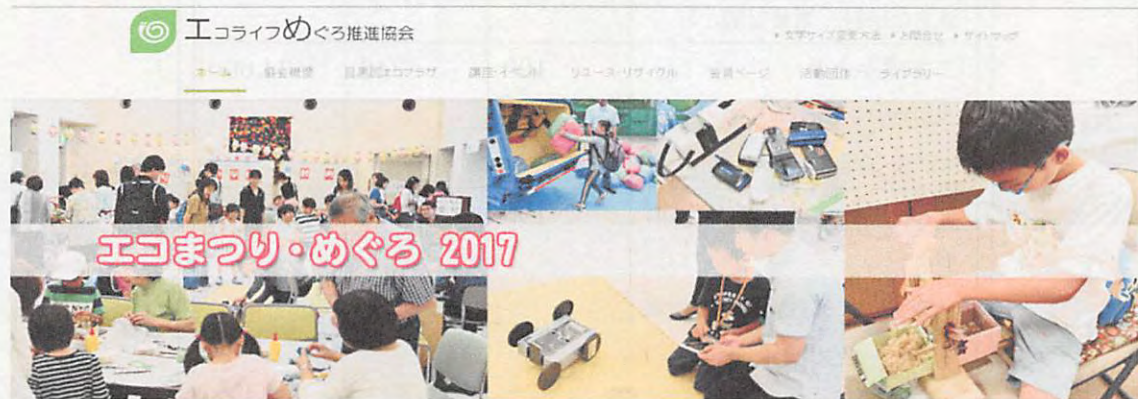 エコライフめぐろ推進協会
文字サイズ変更方法 お問合せ サイトマップ
ホーム 協会概要 目黒区エコプラザ 講座・イベント リユース・リサイクル 会員ページ 活動団体 ライブラリー
エコまつり・めぐろ 2017